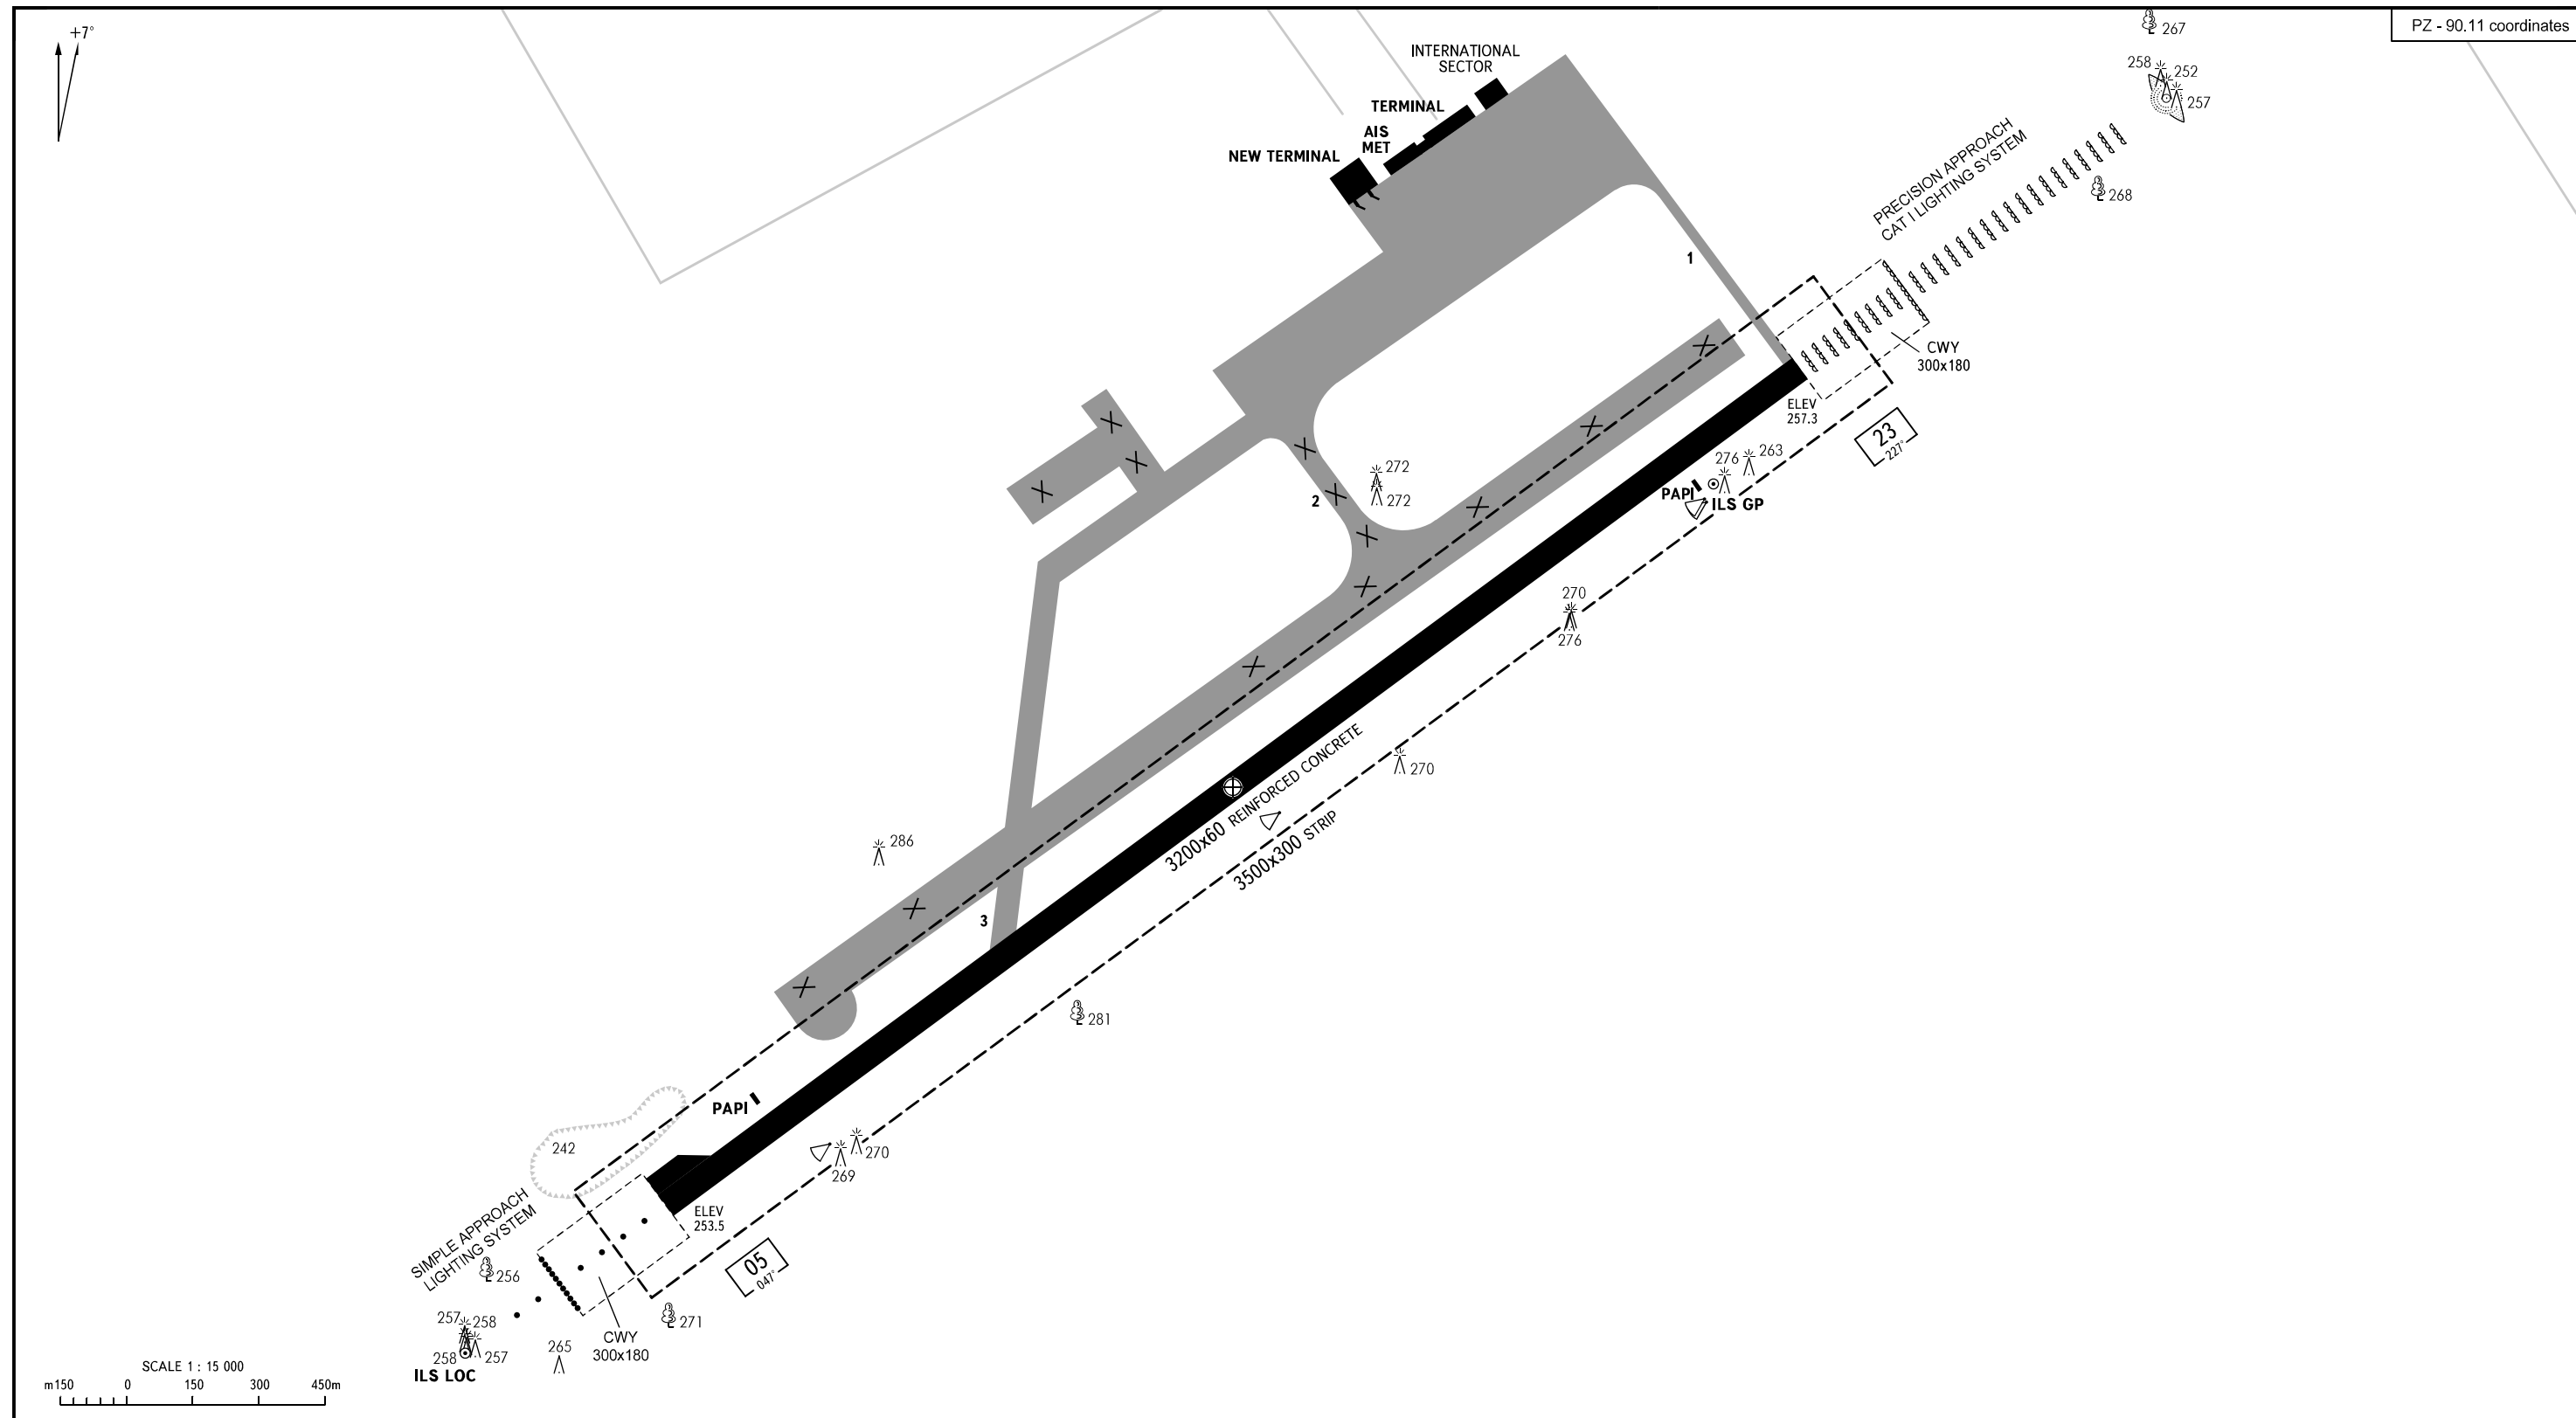 +7°
PZ - 90.11 coordinates
267
INTERNATIONAL
SECTOR
258
252
257
TERMINAL
AIS
MET
NEW TERMINAL
PRECISION APPROACH
CAT I LIGHTING SYSTEM
268
1
CWY
300x180
ELEV
257.3
23
227°
276
263
272
272
2
PAPI
ILS GP
270
276
270
3200x60 REINFORCED CONCRETE
3500x300 STRIP
286
3
281
PAPI
242
270
269
SIMPLE APPROACH
LIGHTING SYSTEM
ELEV
253.5
05
047°
256
257
258
271
258
257
265
CWY
300x180
ILS LOC
SCALE 1 : 15 000
m150
0
150
300
450m